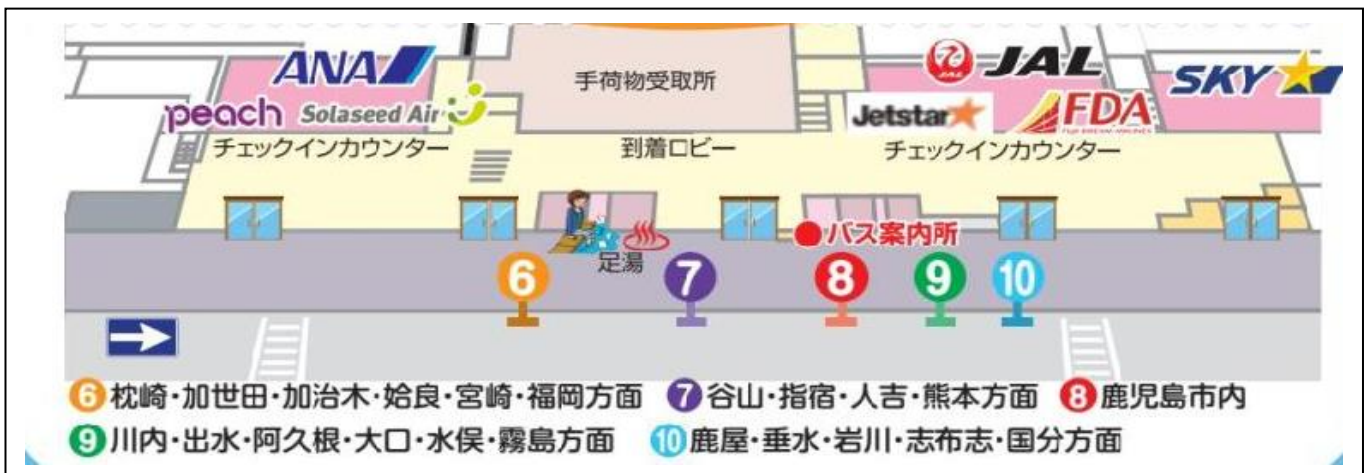 ANA
peach Solaseed Air
チェックインカウンター
手荷物受取所
到着ロビー
JAL
JAL
SKY
Jetstar
FDA
チェックインカウンター
バス案内所
足湯
6 7 8 9 10
6 枕崎・加世田・加治木・姶良・宮崎・福岡方面 7 谷山・指宿・人吉・熊本方面 8 鹿児島市内
9 川内・出水・阿久根・大口・水俣・霧島方面 10 鹿屋・垂水・岩川・志布志・国分方面